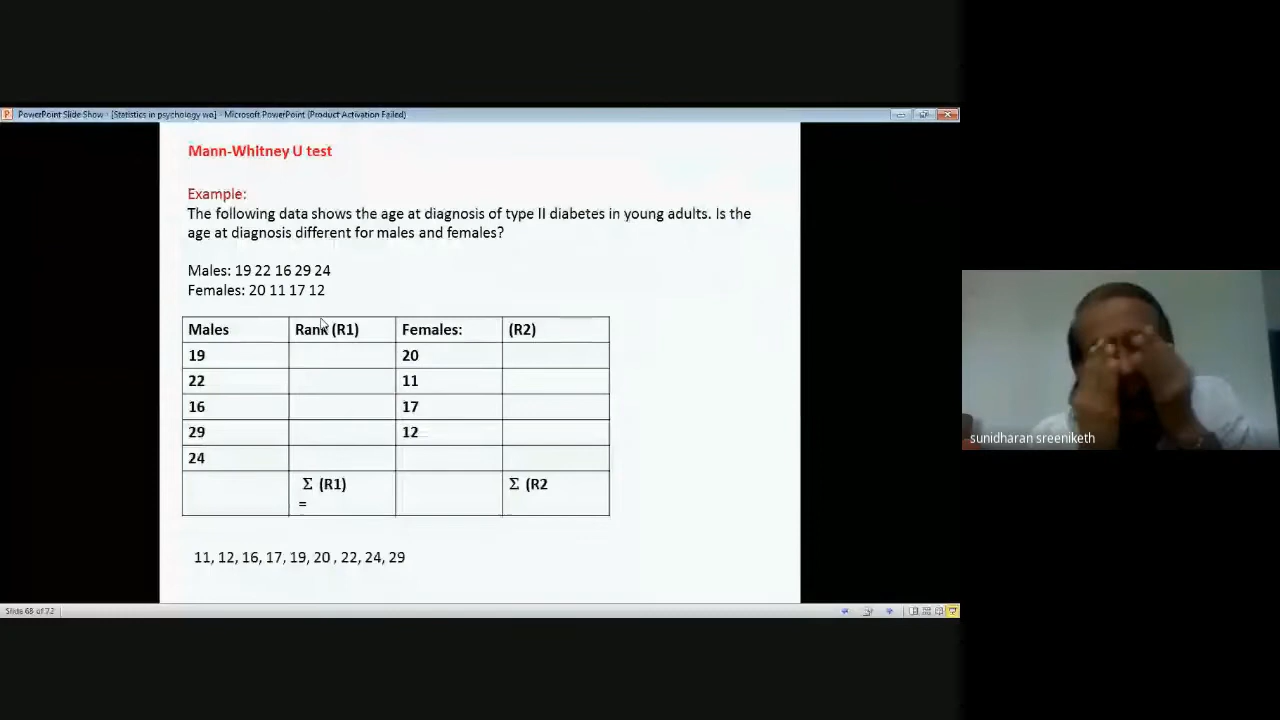 PowerPoint Slide Show - [Statistics in psychology wo] - Microsoft PowerPoint (Product Activation Failed)
Mann-Whitney U test
Example:
The following data shows the age at diagnosis of type II diabetes in young adults. Is the
age at diagnosis different for males and females?
Males: 19 22 16 29 24
Females: 20 11 17 12
Males Rank (R1) Females: (R2)
19 20
22 11
16 17
29 12
24
Σ (R1) Σ (R2
=
11, 12, 16, 17, 19, 20 , 22, 24, 29
sunidharan sreeniketh
Slide 68 of 72